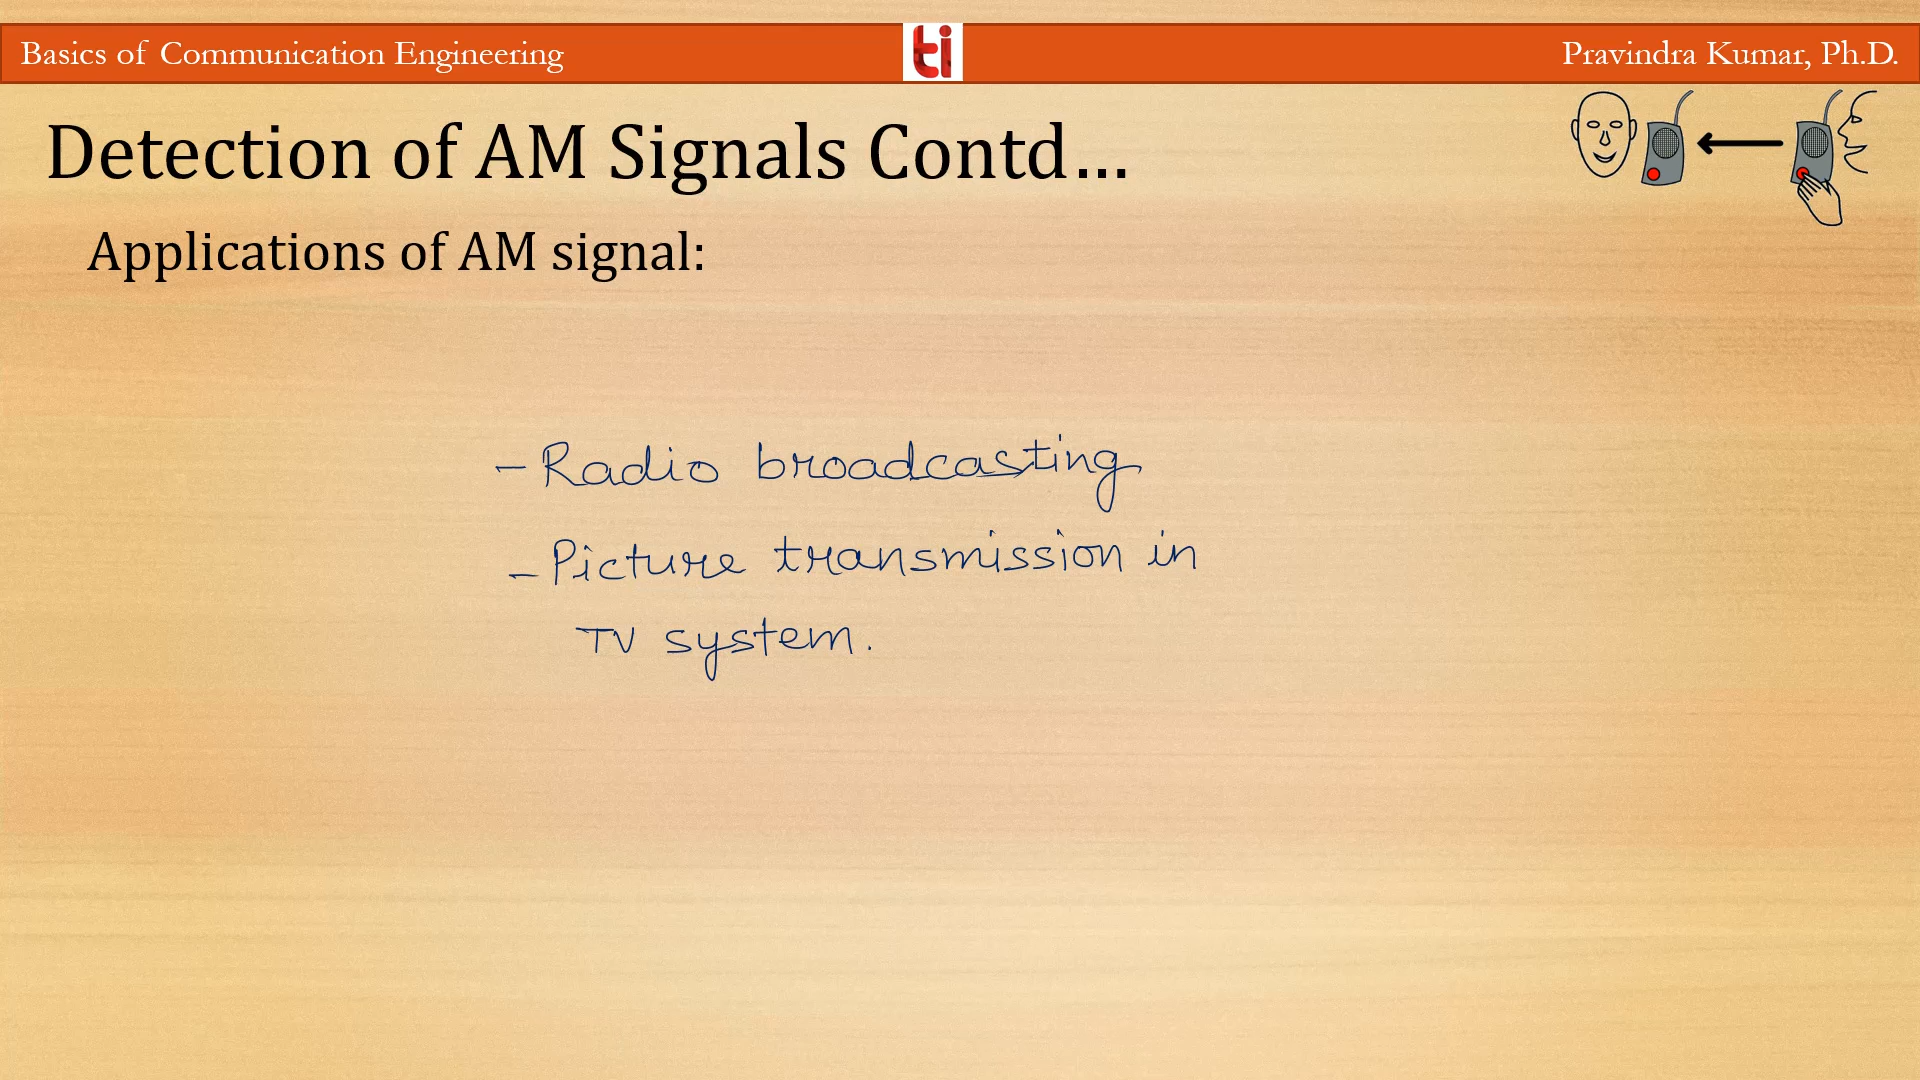 Basics of Communication Engineering
ti
Pravindra Kumar, Ph.D.
Detection of AM Signals Contd...
Applications of AM signal:
- Radio broadcasting
- Picture transmission in
TV system.